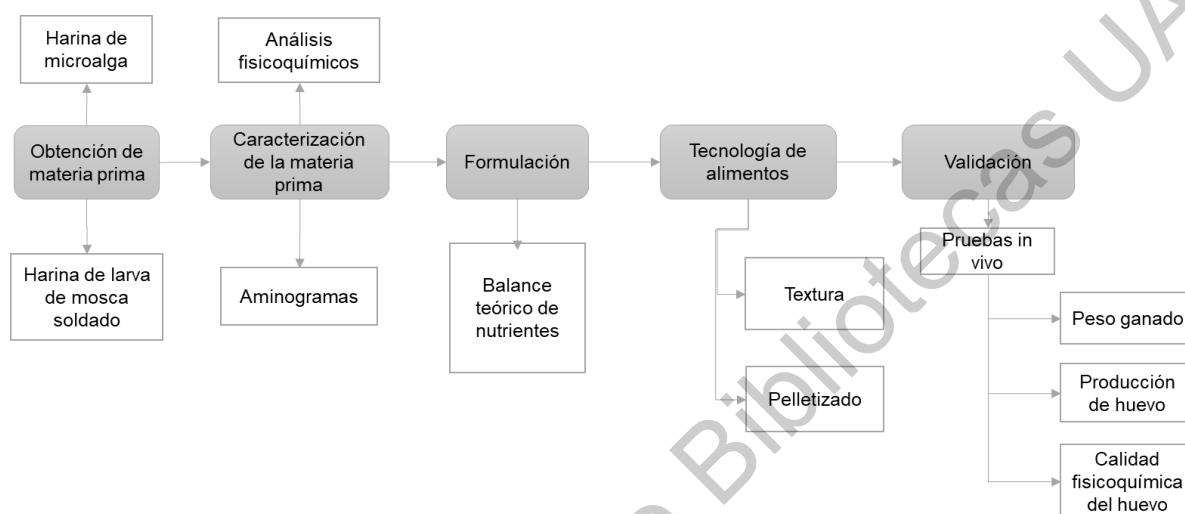 Harina de
microalga
Análisis
fisicoquímicos
Obtención de
materia prima
Caracterización
de la materia
prima
Formulación
Tecnología de
alimentos
Validación
Harina de larva
de mosca
soldado
Aminogramas
Balance
teórico de
nutrientes
Textura
Pelletizado
Pruebas in
vivo
Peso ganado
Producción
de huevo
Calidad
fisicoquímica
del huevo
Bibliotecas UA